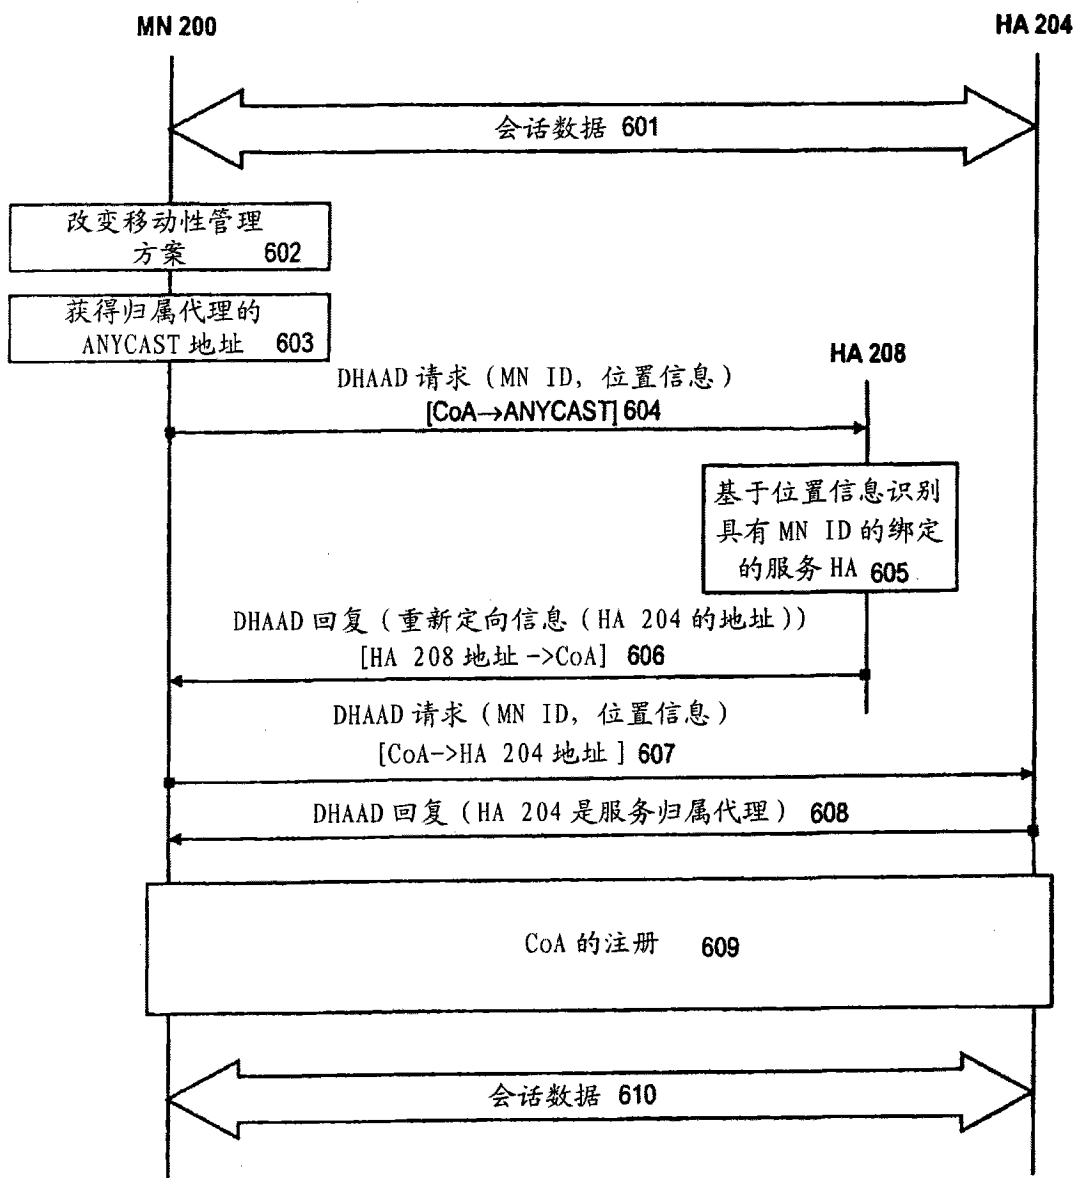 MN 200
HA 204
会话数据 601
改变移动性管理
方案 602
获得归属代理的
ANYCAST 地址 603
HA 208
DHAAD 请求（MN ID, 位置信息）
[CoA→ANYCAST] 604
基于位置信息识别
具有 MN ID 的绑定
的服务 HA 605
DHAAD 回复（重新定向信息（HA 204 的地址））
[HA 208 地址 ->CoA] 606
DHAAD 请求（MN ID, 位置信息）
[CoA->HA 204 地址 ] 607
DHAAD 回复（HA 204 是服务归属代理） 608
CoA 的注册 609
会话数据 610